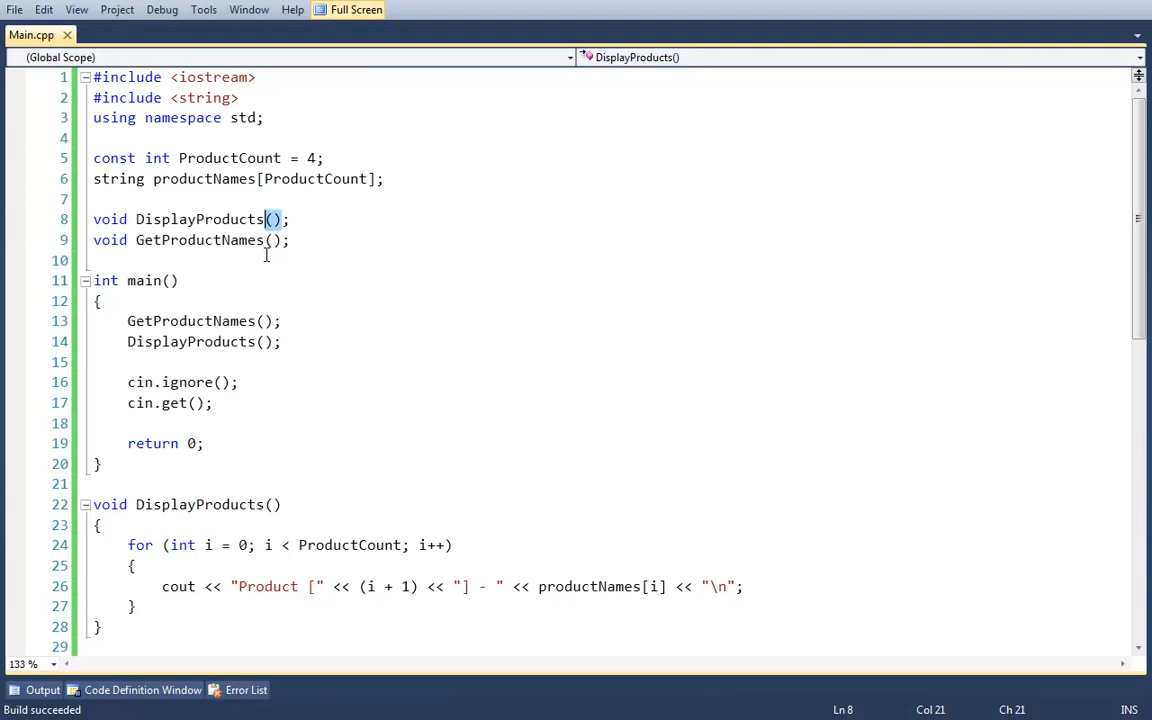 File Edit View Project Debug Tools Window Help Full Screen
Main.cpp
(Global Scope) DisplayProducts()
1 #include <iostream>
2 #include <string>
3 using namespace std;
4
5 const int ProductCount = 4;
6 string productNames[ProductCount];
7
8 void DisplayProducts();
9 void GetProductNames();
10
11 int main()
12 {
13 GetProductNames();
14 DisplayProducts();
15
16 cin.ignore();
17 cin.get();
18
19 return 0;
20 }
21
22 void DisplayProducts()
23 {
24 for (int i = 0; i < ProductCount; i++)
25 {
26 cout << "Product [" << (i + 1) << "] - " << productNames[i] << "\n";
27 }
28 }
29
133 %
Output Code Definition Window Error List
Build succeeded Ln 8 Col 21 Ch 21 INS